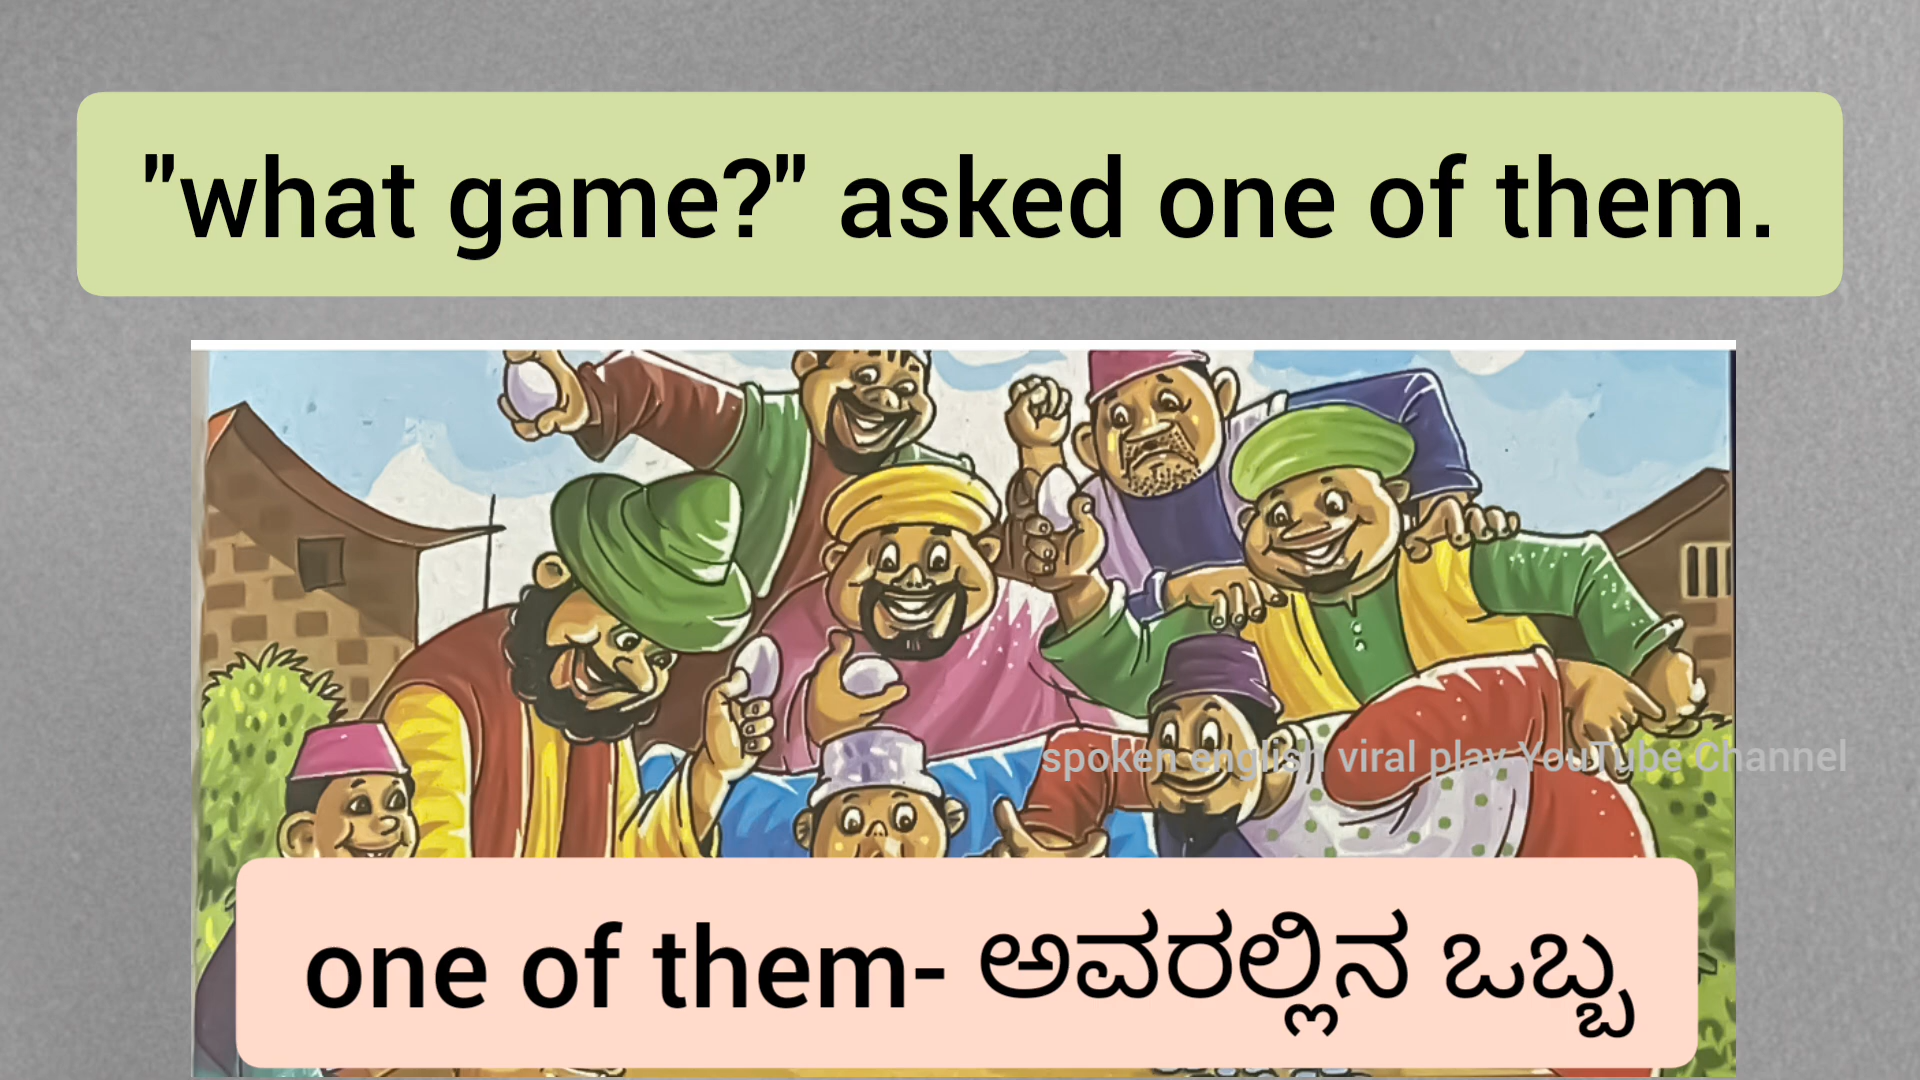 "what game?" asked one of them.
spoken english viral play YouTube Channel
one of them- ಅವರಲ್ಲಿನ ಒಬ್ಬ